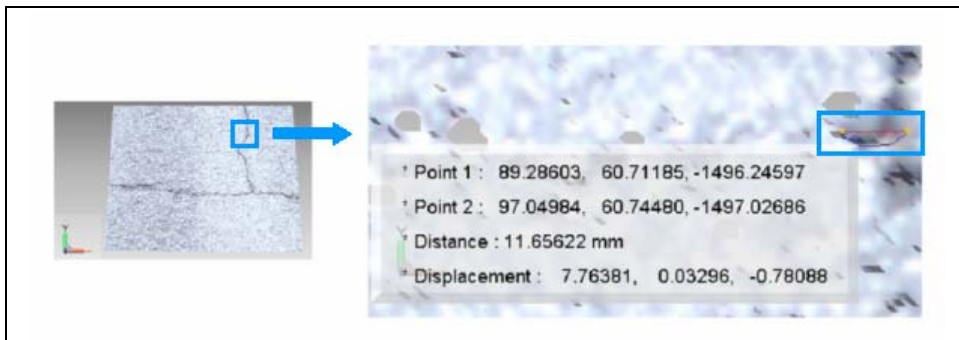 * Point 1 : 89.28603, 60.71185, -1496.24597
* Point 2 : 97.04984, 60.74480, -1497.02686
* Distance : 11.65622 mm
* Displacement : 7.76381, 0.03296, -0.78088